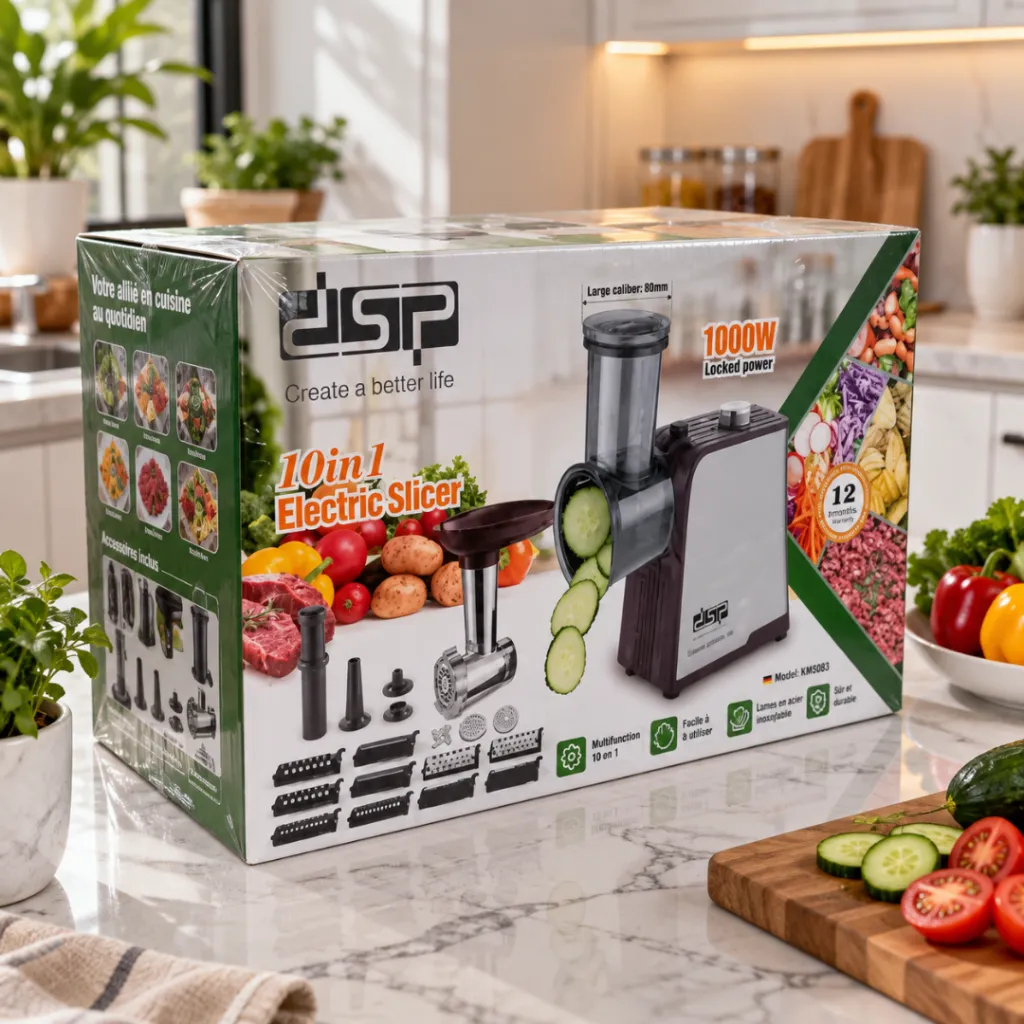 Votre allié en cuisine
au quotidien
Accessoires inclus
dsp
Create a better life
10in1
Electric Slicer
Large caliber: 80mm
1000W
Locked power
12
months
dsp
Model: KM5083
Multifunction
10 en 1
Facile à
à utiliser
Lames en acier
inoxydable
Sûr et
durable